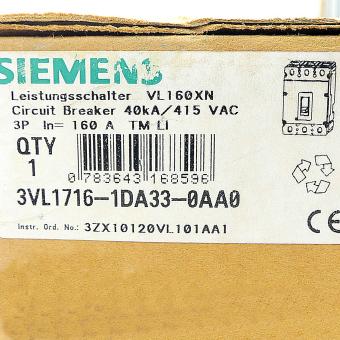 SIEMENS
Leistungsschalter VL160XN
Circuit Breaker 40kA/415 VAC
3P In= 160 A TM LI
QTY
1
0 783643 168596
3VL1716-1DA33-0AA0
CE
Instr. Ord. No.: 3ZX10120VL101AA1